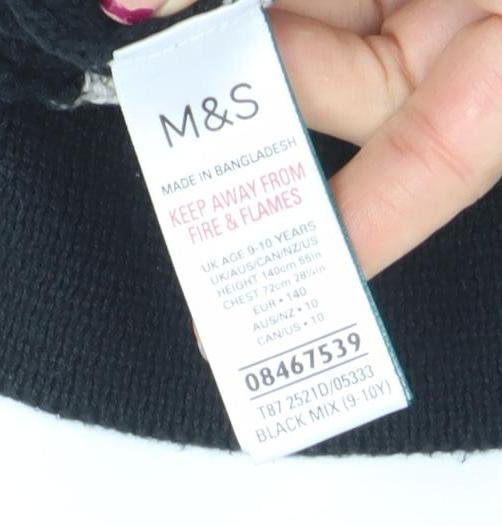 M&S
MADE IN BANGLADESH
KEEP AWAY FROM
FIRE & FLAMES
UK AGE 9-10 YEARS
UK/AUS/CAN/NZ/US
HEIGHT 140cm 55in
CHEST 72cm 28¼in
EUR • 140
AUS/NZ • 10
CAN/US • 10
08467539
T87 2521D/05333
BLACK MIX (9-10Y)